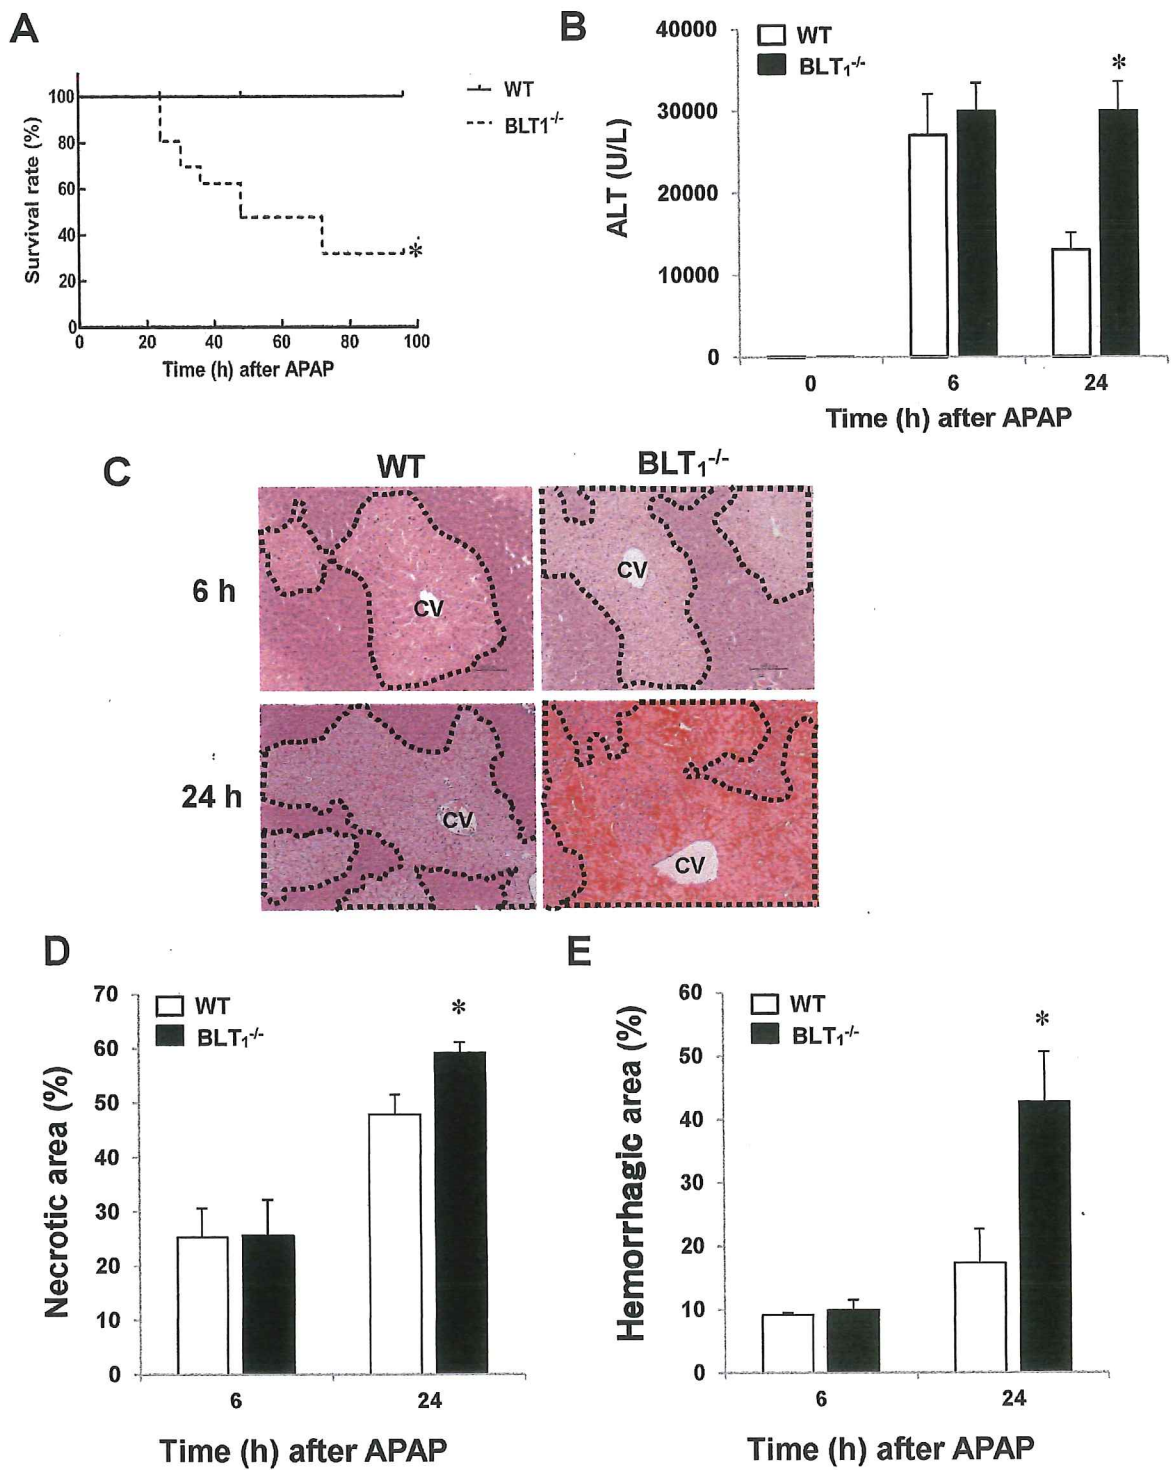 A
WT
BLT1-/-
Survival rate (%)
100
80
60
40
20
0
*
0 20 40 60 80 100
Time (h) after APAP
B
WT
BLT1-/-
*
ALT (U/L)
40000
30000
20000
10000
0
0 6 24
Time (h) after APAP
C
WT BLT1-/-
6 h
CV CV
24 h
CV CV
D
WT
BLT1-/-
*
Necrotic area (%)
70
60
50
40
30
20
10
0
6 24
Time (h) after APAP
E
WT
BLT1-/-
*
Hemorrhagic area (%)
60
50
40
30
20
10
0
6 24
Time (h) after APAP